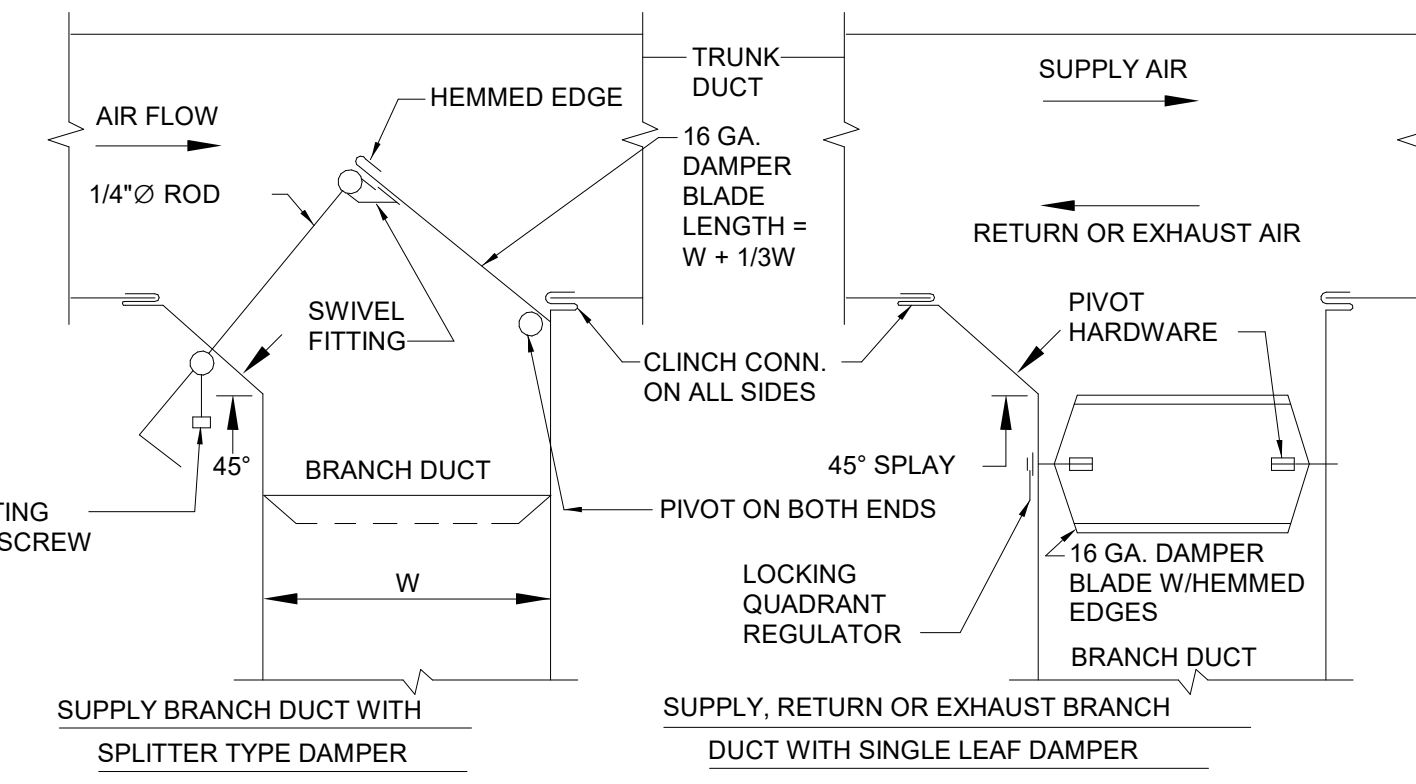 AIR FLOW
1/4"Ø ROD
HEMMED EDGE
TRUNK
DUCT
16 GA.
DAMPER
BLADE
LENGTH =
W + 1/3W
SWIVEL
FITTING
CLINCH CONN.
ON ALL SIDES
45°
BRANCH DUCT
PIVOT ON BOTH ENDS
TING
SCREW
W
SUPPLY BRANCH DUCT WITH
SPLITTER TYPE DAMPER
SUPPLY AIR
RETURN OR EXHAUST AIR
PIVOT
HARDWARE
45° SPLAY
LOCKING
QUADRANT
REGULATOR
16 GA. DAMPER
BLADE W/HEMMED
EDGES
BRANCH DUCT
SUPPLY, RETURN OR EXHAUST BRANCH
DUCT WITH SINGLE LEAF DAMPER